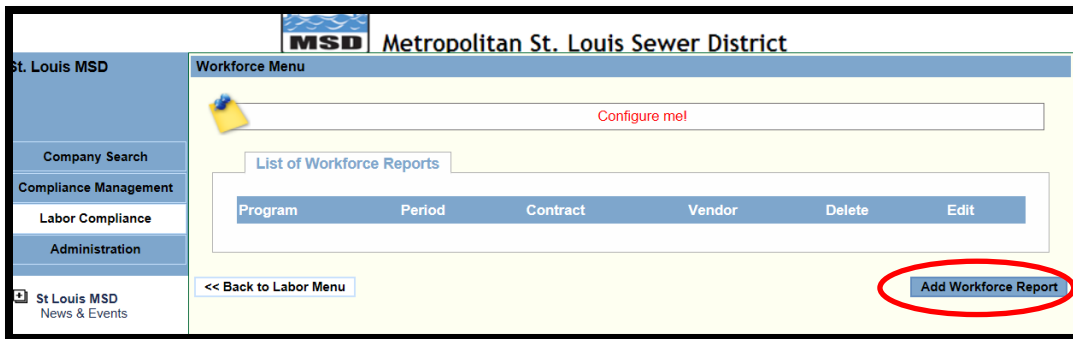 MSD Metropolitan St. Louis Sewer District
St. Louis MSD
Workforce Menu
Configure me!
Company Search
Compliance Management
Labor Compliance
Administration
St Louis MSD
News & Events
List of Workforce Reports
Program Period Contract Vendor Delete Edit
<< Back to Labor Menu
Add Workforce Report